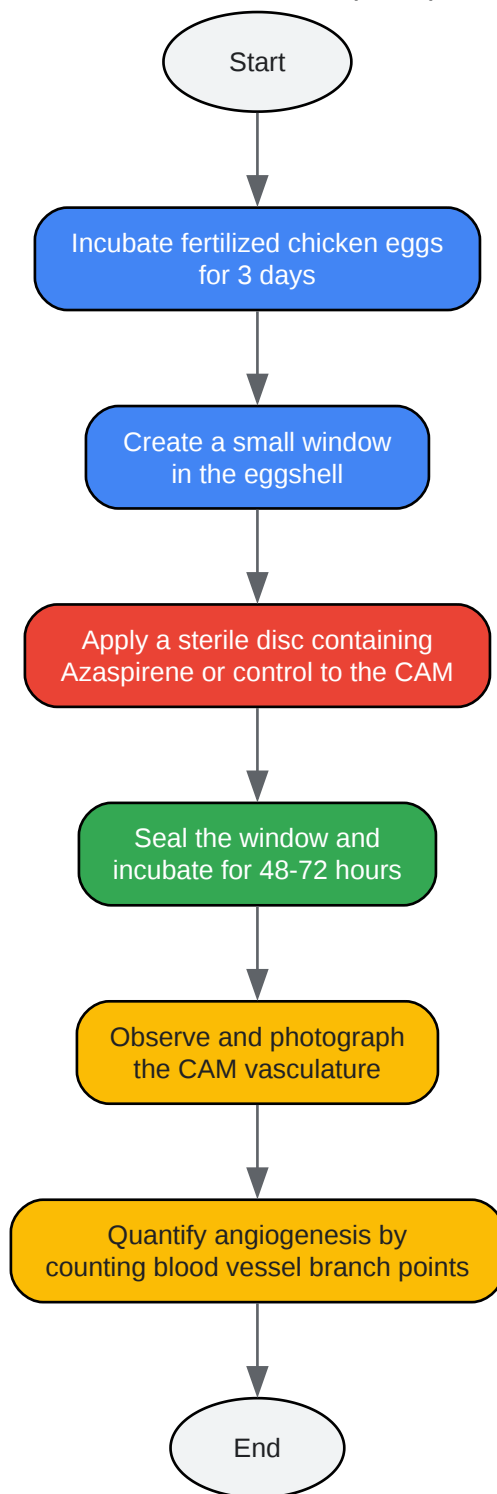 Start
Incubate fertilized chicken eggs
for 3 days
Create a small window
in the eggshell
Apply a sterile disc containing
Azaspirene or control to the CAM
Seal the window and
incubate for 48-72 hours
Observe and photograph
the CAM vasculature
Quantify angiogenesis by
counting blood vessel branch points
End